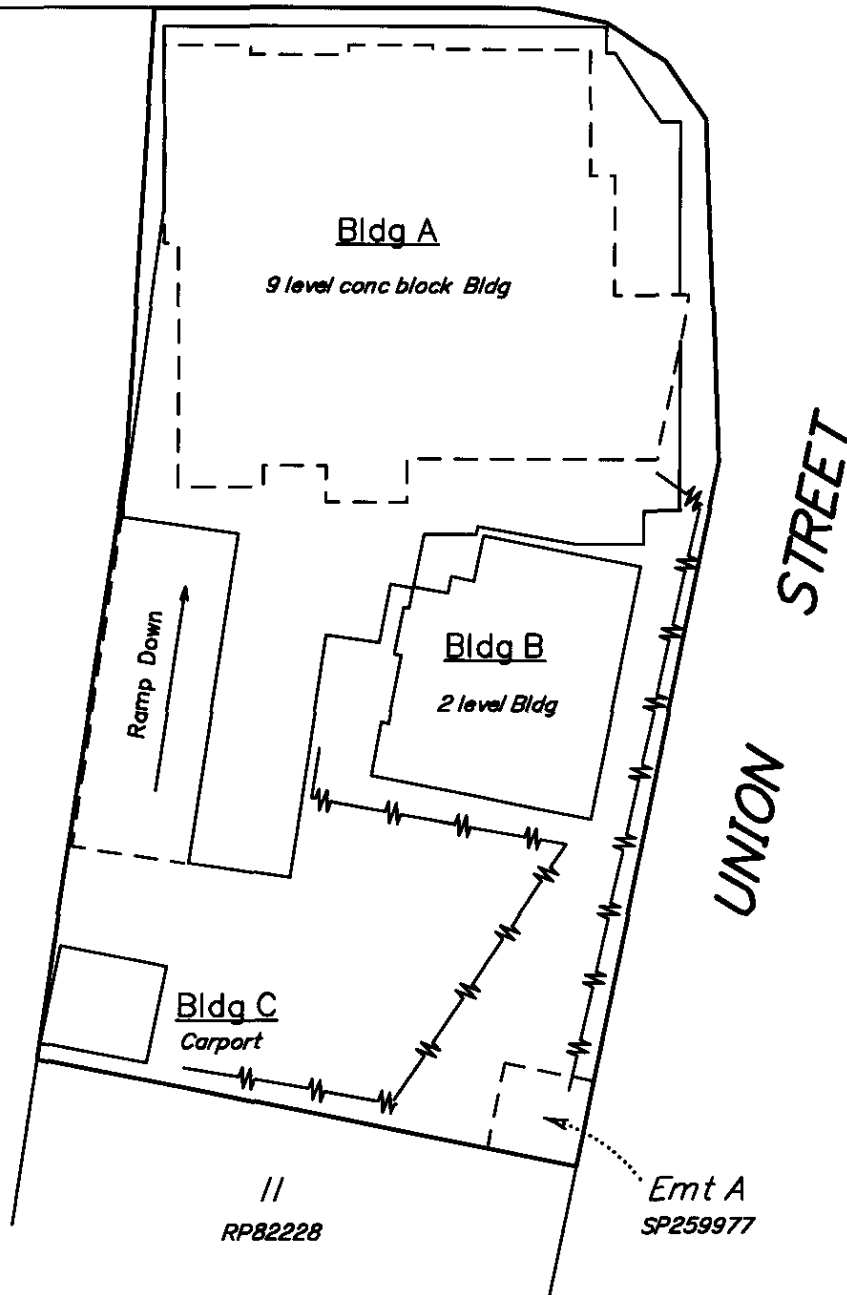 Bldg A
9 level conc block Bldg
UNION STREET
Ramp Down
Bldg B
2 level Bldg
Bldg C
Carport
A
Emt A
SP259977
11
RP82228